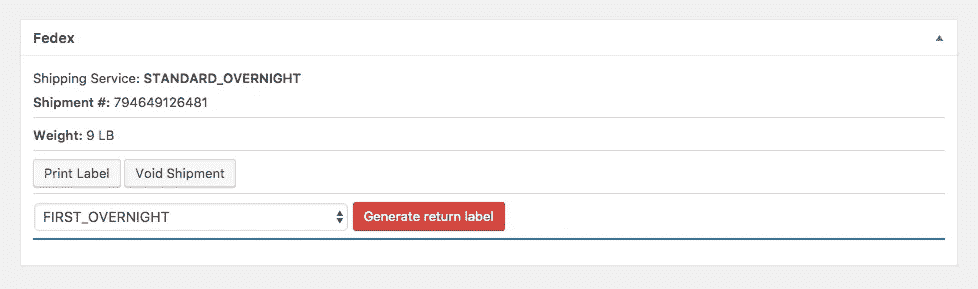 Fedex
Shipping Service: STANDARD_OVERNIGHT
Shipment #: 794649126481
Weight: 9 LB
Print Label Void Shipment
FIRST_OVERNIGHT Generate return label